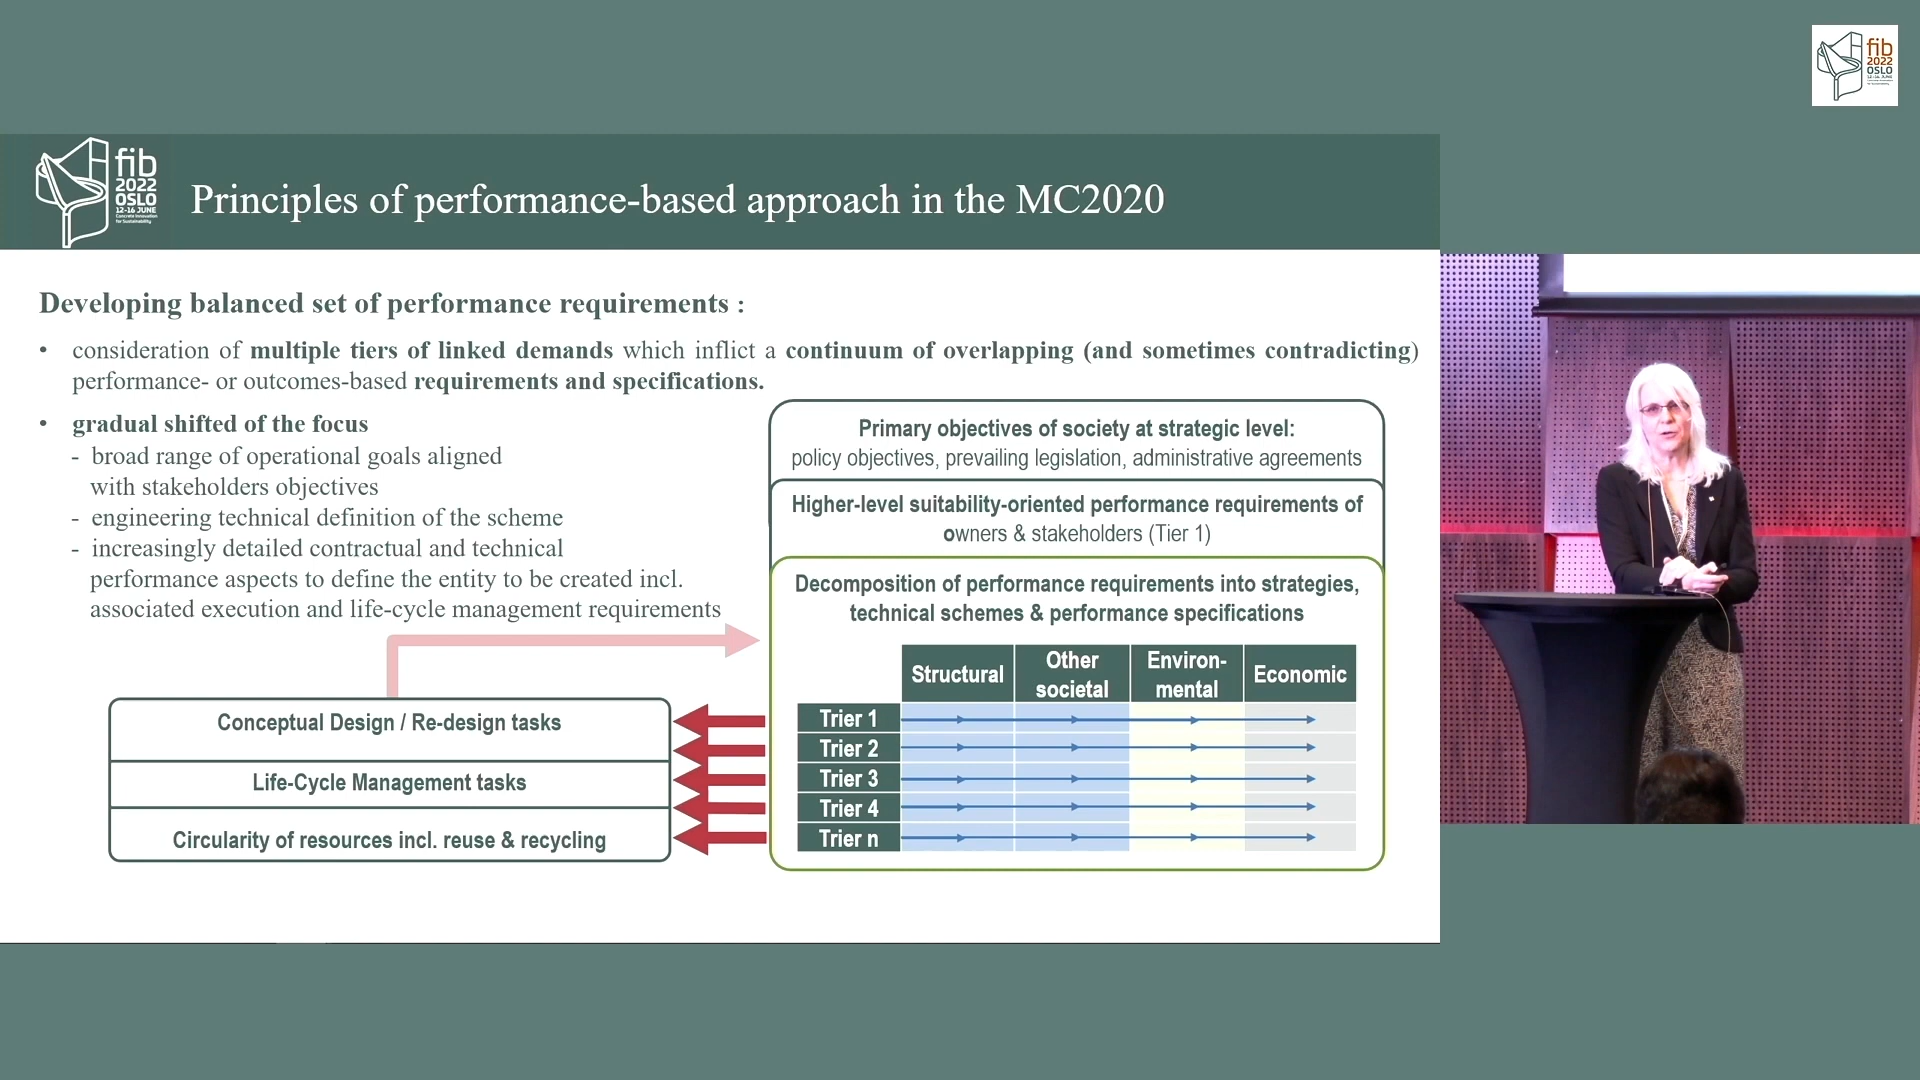 fib
2022
OSLO
12-16 JUNE
fib
2022
OSLO
12-16 JUNE
Concrete Innovation
for Sustainability
Principles of performance-based approach in the MC2020
Developing balanced set of performance requirements :
• consideration of multiple tiers of linked demands which inflict a continuum of overlapping (and sometimes contradicting)
performance- or outcomes-based requirements and specifications.
• gradual shifted of the focus
- broad range of operational goals aligned
with stakeholders objectives
- engineering technical definition of the scheme
- increasingly detailed contractual and technical
performance aspects to define the entity to be created incl.
associated execution and life-cycle management requirements
Primary objectives of society at strategic level:
policy objectives, prevailing legislation, administrative agreements
Higher-level suitability-oriented performance requirements of
owners & stakeholders (Tier 1)
Decomposition of performance requirements into strategies,
technical schemes & performance specifications
Structural
Other
societal
Environ-
mental
Economic
Trier 1
Trier 2
Trier 3
Trier 4
Trier n
Conceptual Design / Re-design tasks
Life-Cycle Management tasks
Circularity of resources incl. reuse & recycling